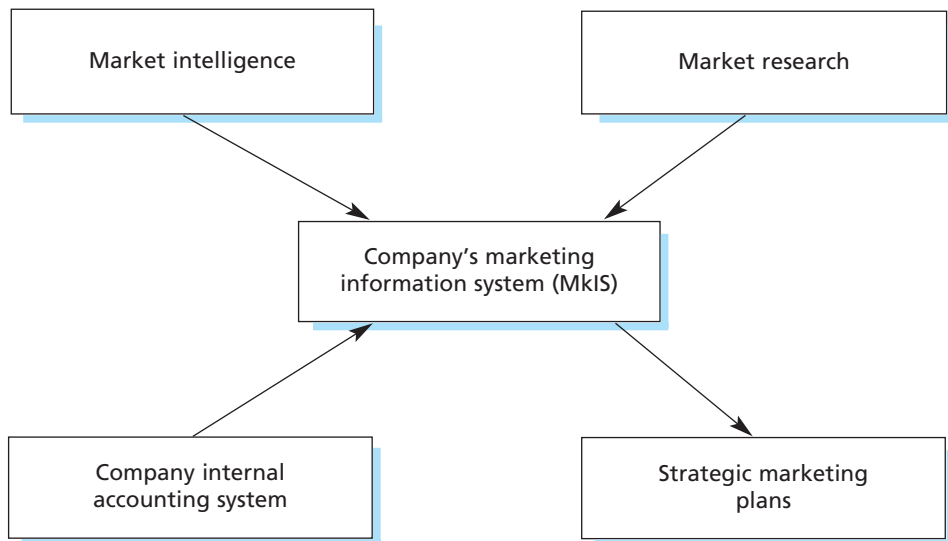 Market intelligence
Market research
Company’s marketing
information system (MkIS)
Company internal
accounting system
Strategic marketing
plans